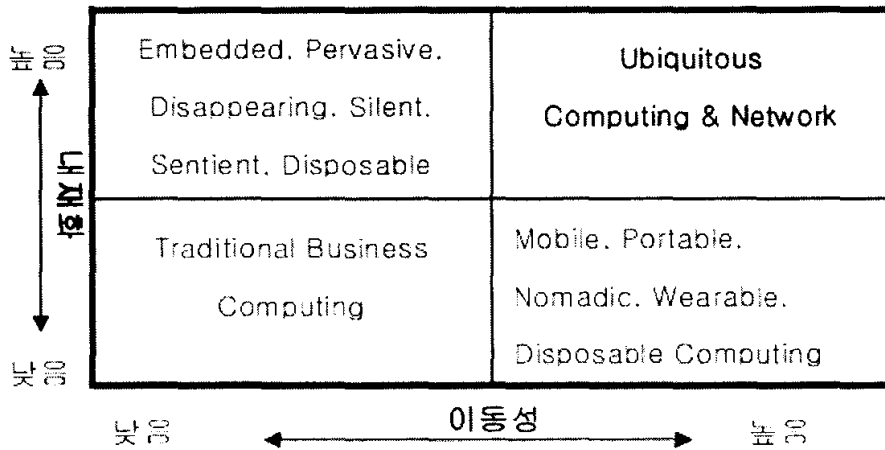 높음
Embedded, Pervasive,
Disappearing, Silent,
Sentient, Disposable
Ubiquitous
Computing & Network
내재화
Traditional Business
Computing
Mobile, Portable,
Nomadic, Wearable,
Disposable Computing
낮음
낮음
이동성
높음